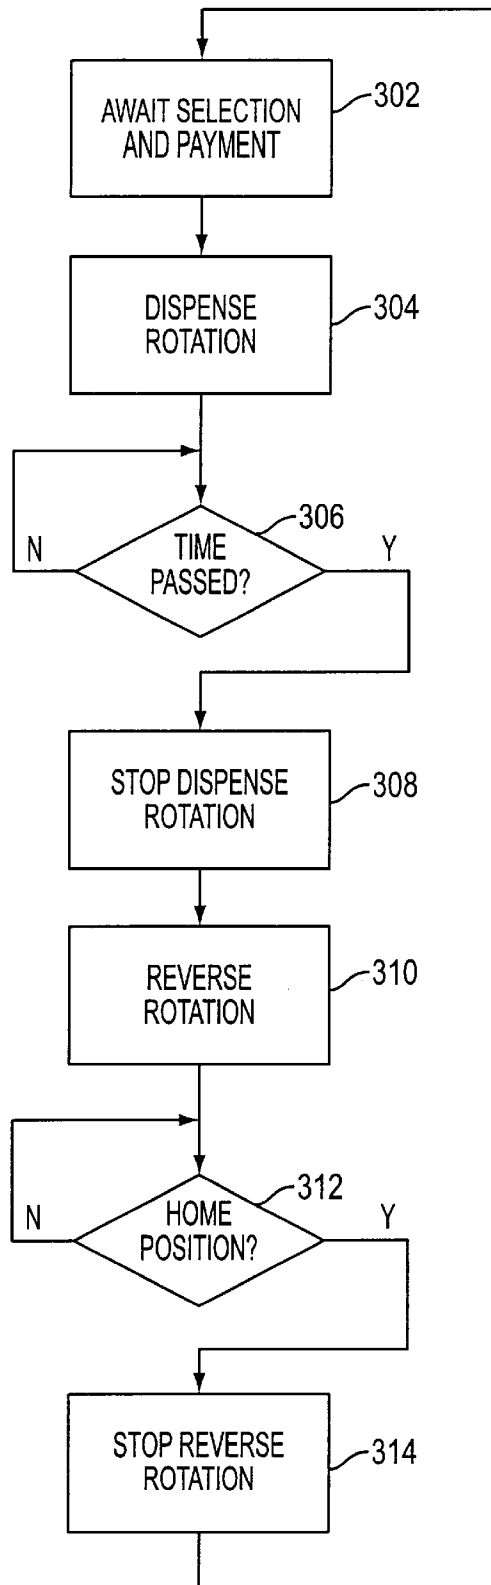 AWAIT SELECTION
AND PAYMENT
302
DISPENSE
ROTATION
304
306
TIME
PASSED?
N
Y
STOP DISPENSE
ROTATION
308
REVERSE
ROTATION
310
312
HOME
POSITION?
N
Y
STOP REVERSE
ROTATION
314